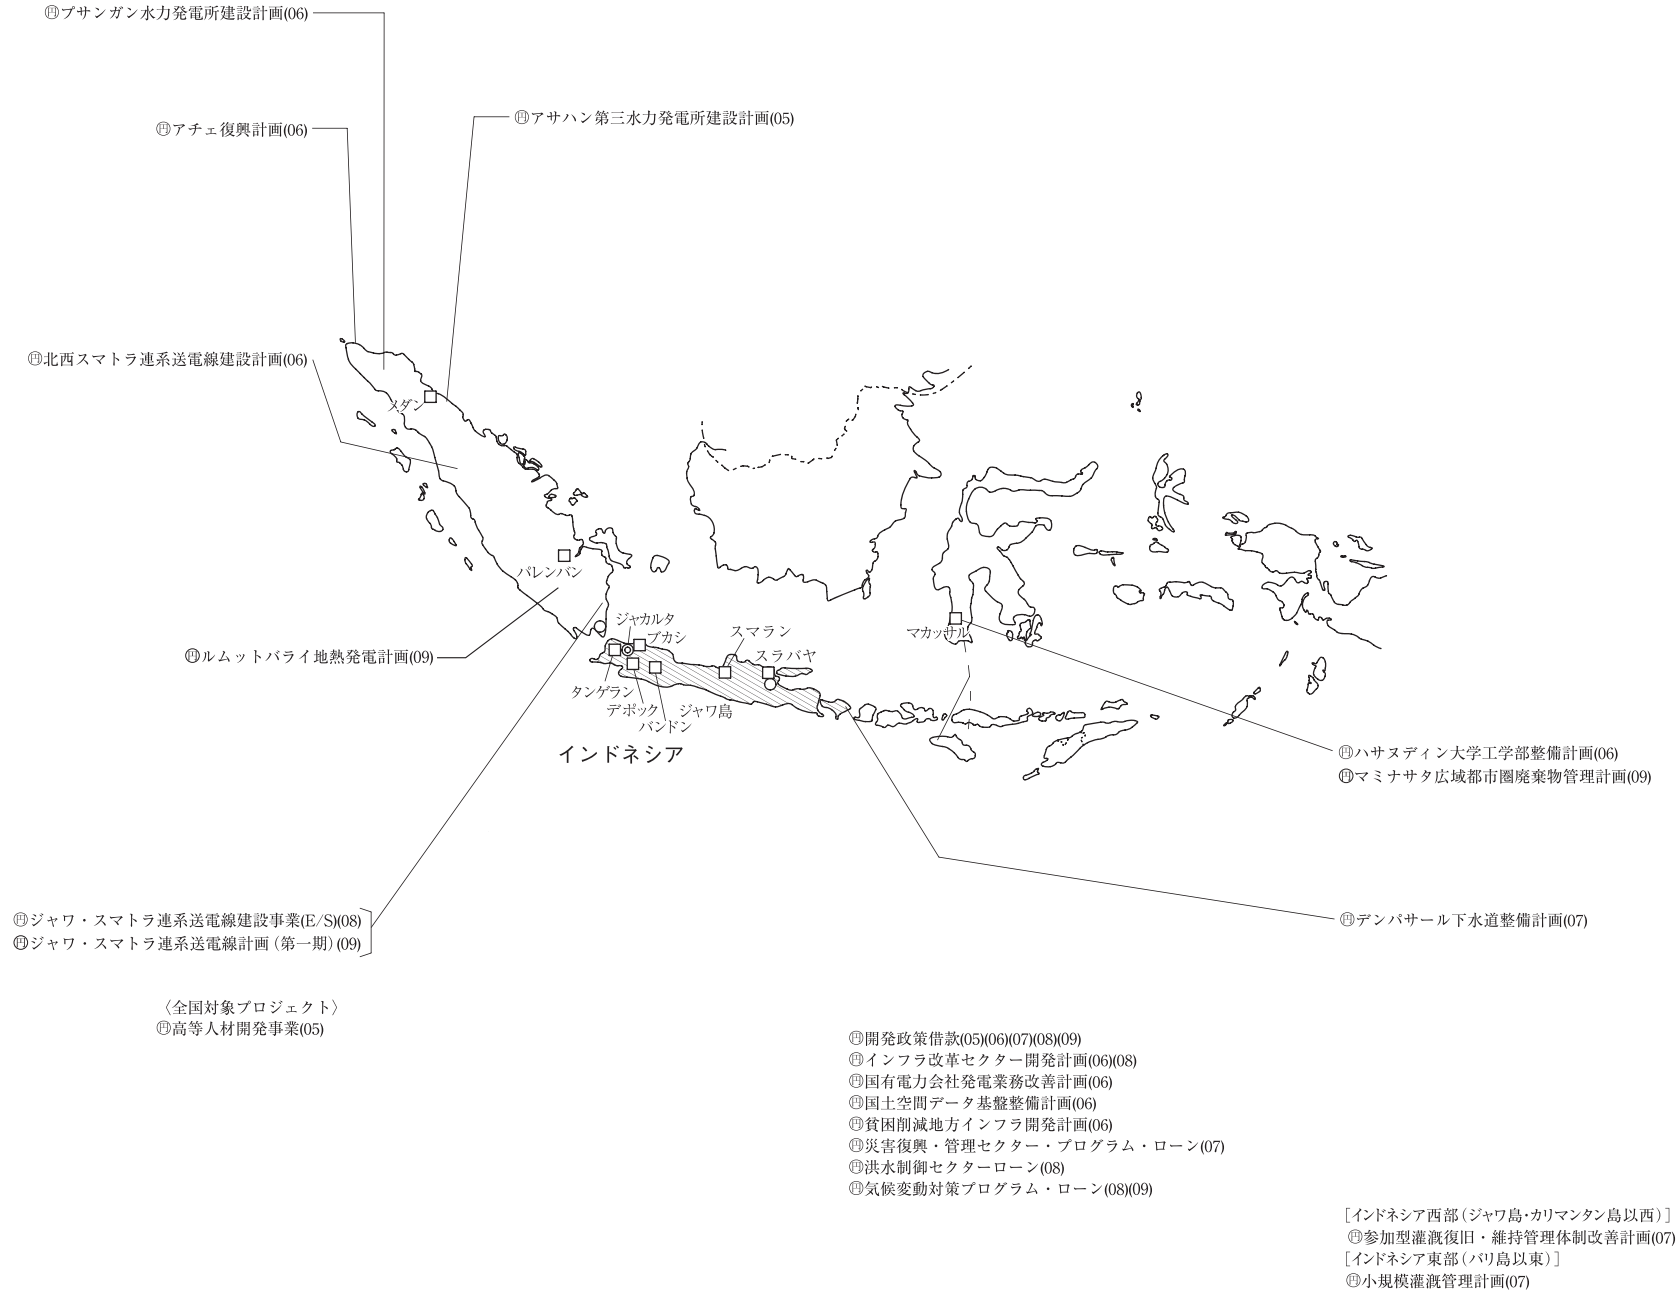 ㊐プサンガン水力発電所建設計画(06)
㊐アサハン第三水力発電所建設計画(05)
㊐アチェ復興計画(06)
㊐北西スマトラ連系送電線建設計画(06)
メダン
パレンバン
ジャカルタ
ブカシ
スマラン
スラバヤ
マカッサル
㊐ルムットバライ地熱発電計画(09)
タンゲラン
デポック
ジャワ島
バンドン
インドネシア
㊐ハサヌディン大学工学部整備計画(06)
㊐マミナサタ広域都市圏廃棄物管理計画(09)
㊐ジャワ・スマトラ連系送電線建設事業(E/S)(08)
㊐ジャワ・スマトラ連系送電線計画（第一期）(09)
㊐デンパサール下水道整備計画(07)
〈全国対象プロジェクト〉
㊐高等人材開発事業(05)
㊐開発政策借款(05)(06)(07)(08)(09)
㊐インフラ改革セクター開発計画(06)(08)
㊐国有電力会社発電業務改善計画(06)
㊐国土空間データ基盤整備計画(06)
㊐貧困削減地方インフラ開発計画(06)
㊐災害復興・管理セクター・プログラム・ローン(07)
㊐洪水制御セクターローン(08)
㊐気候変動対策プログラム・ローン(08)(09)
［インドネシア西部（ジャワ島・カリマンタン島以西）］
㊐参加型灌漑復旧・維持管理体制改善計画(07)
［インドネシア東部（バリ島以東）］
㊐小規模灌漑管理計画(07)